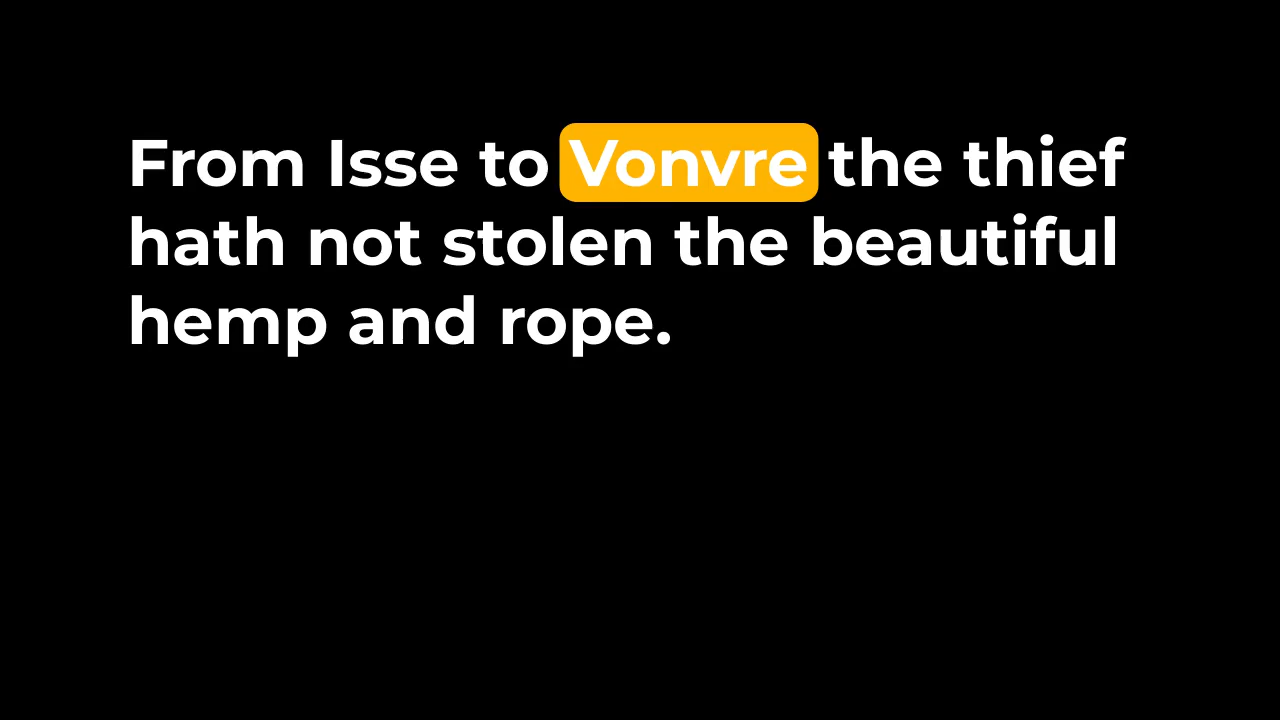 From Isse to Vonvre the thief
hath not stolen the beautiful
hemp and rope.